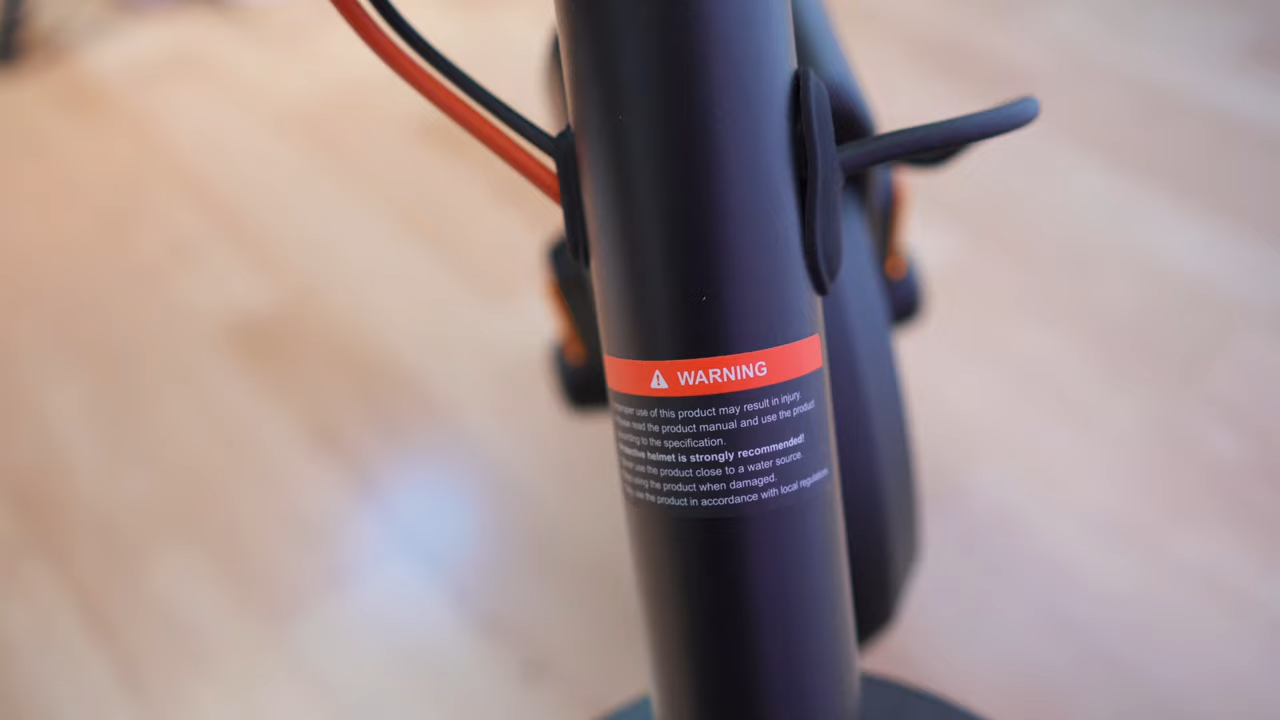 WARNING
use of this product may result in injury.
read the product manual and use the product
to the specification.
helmet is strongly recommended!
use the product close to a water source.
using the product when damaged.
use the product in accordance with local regulations.